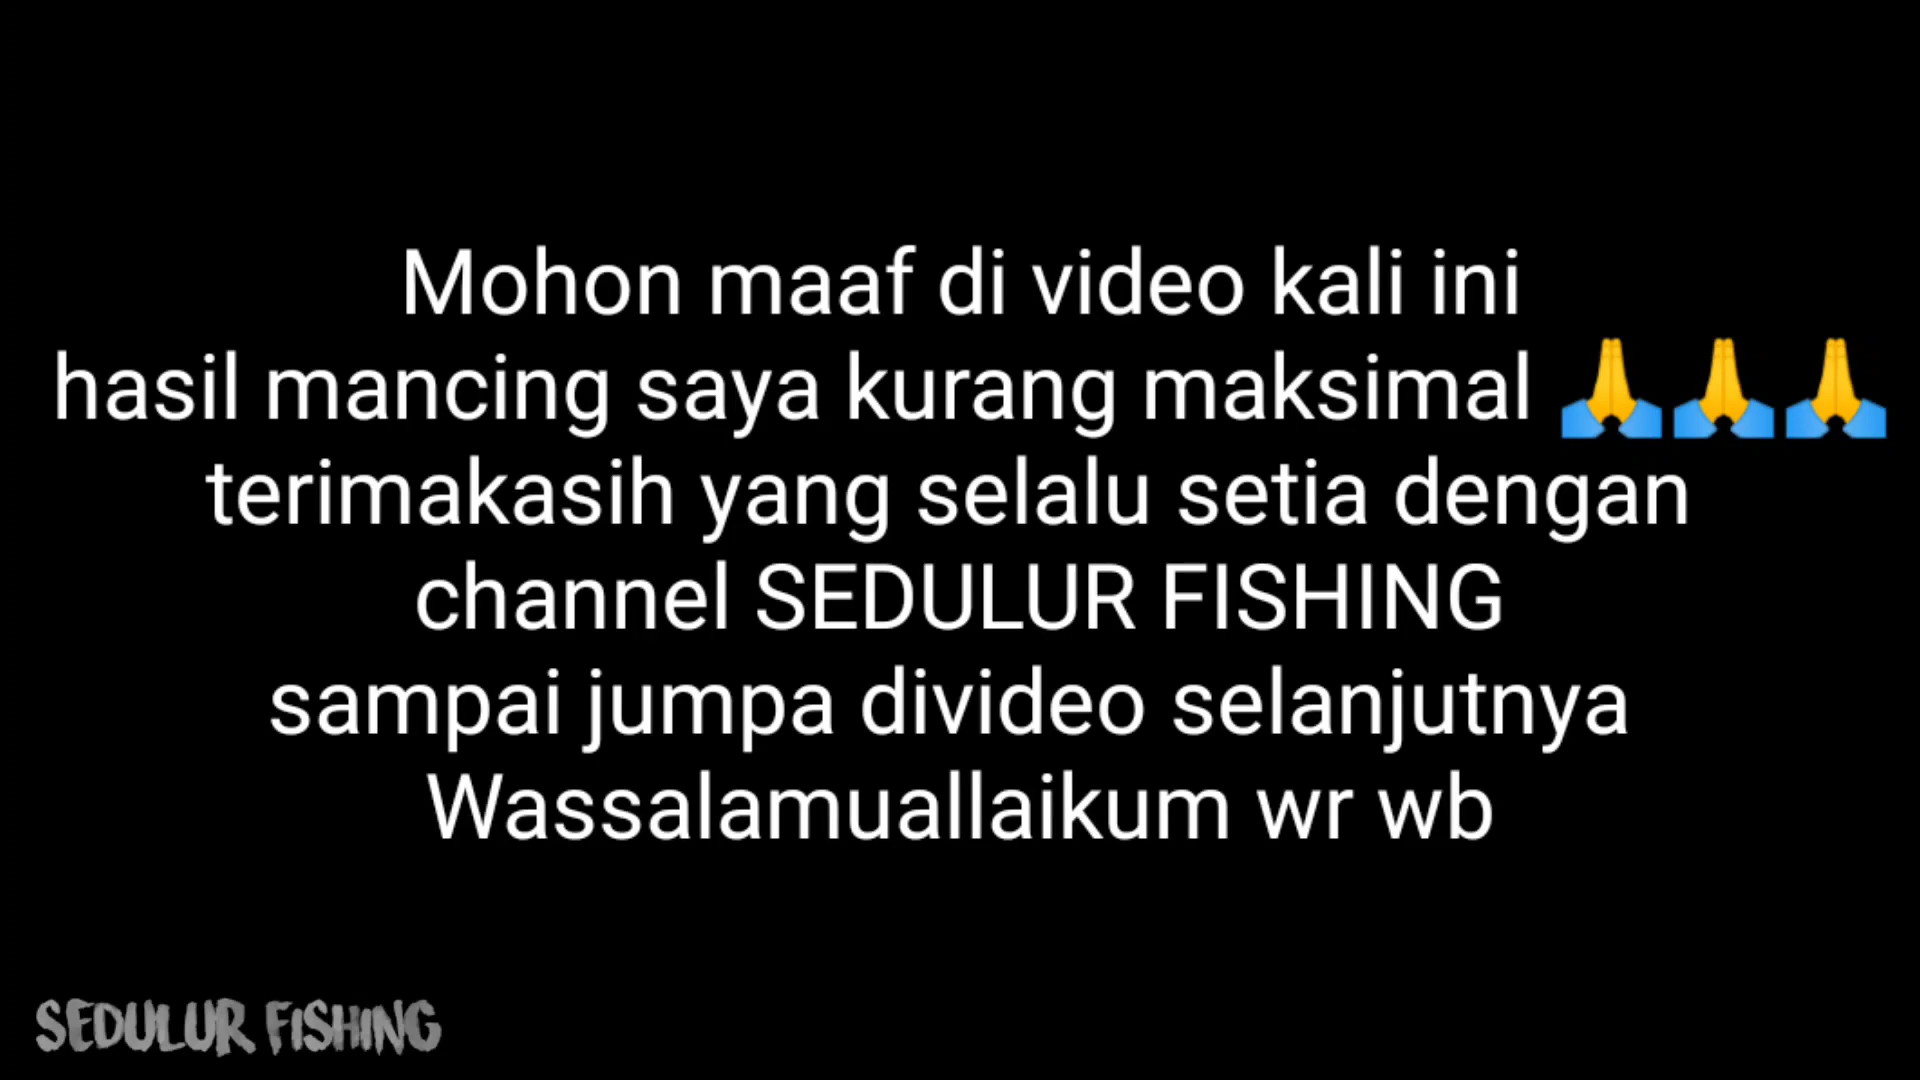 Mohon maaf di video kali ini
hasil mancing saya kurang maksimal 🙏🙏🙏
terimakasih yang selalu setia dengan
channel SEDULUR FISHING
sampai jumpa divideo selanjutnya
Wassalamuallaikum wr wb
SEDULUR FISHING